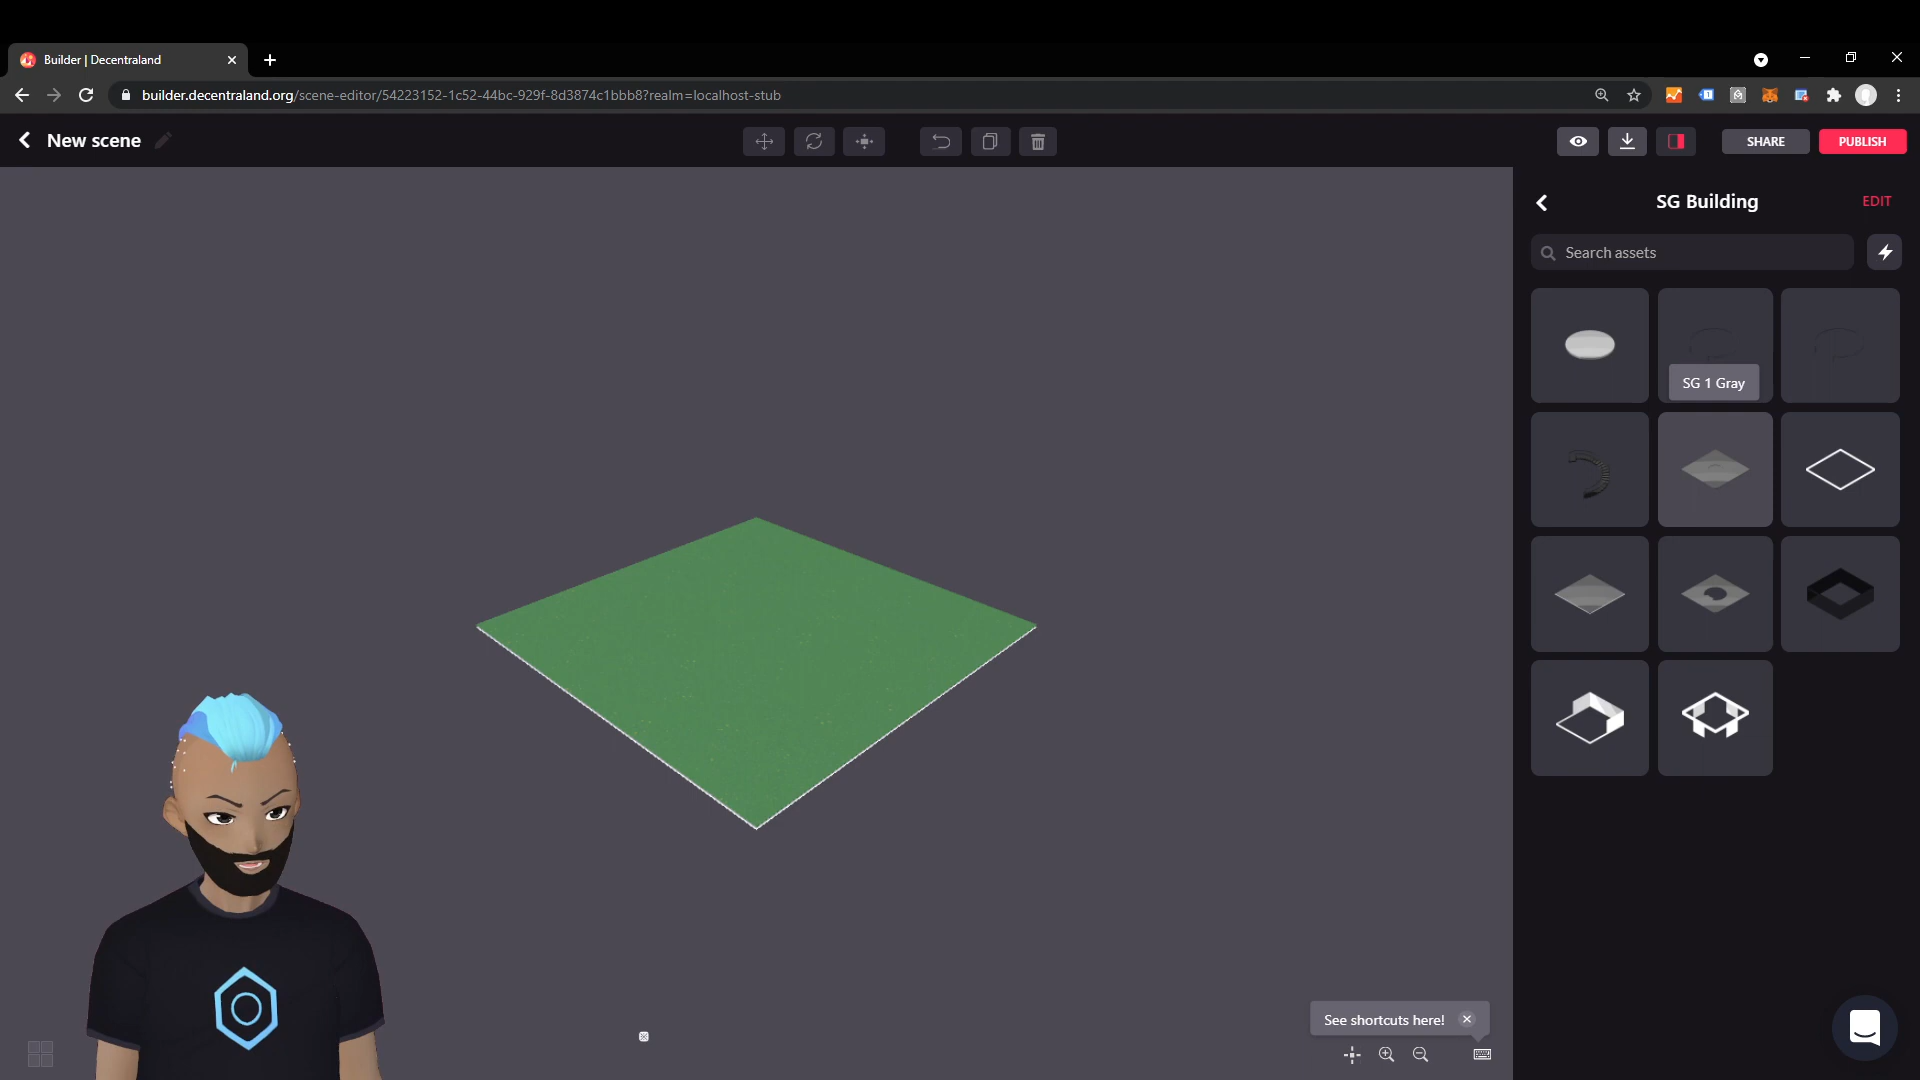 Builder | Decentraland
builder.decentraland.org/scene-editor/54223152-1c52-44bc-929f-8d3874c1bbb8?realm=localhost-stub
New scene
SHARE
PUBLISH
SG Building
EDIT
Search assets
SG 1 Gray
See shortcuts here!